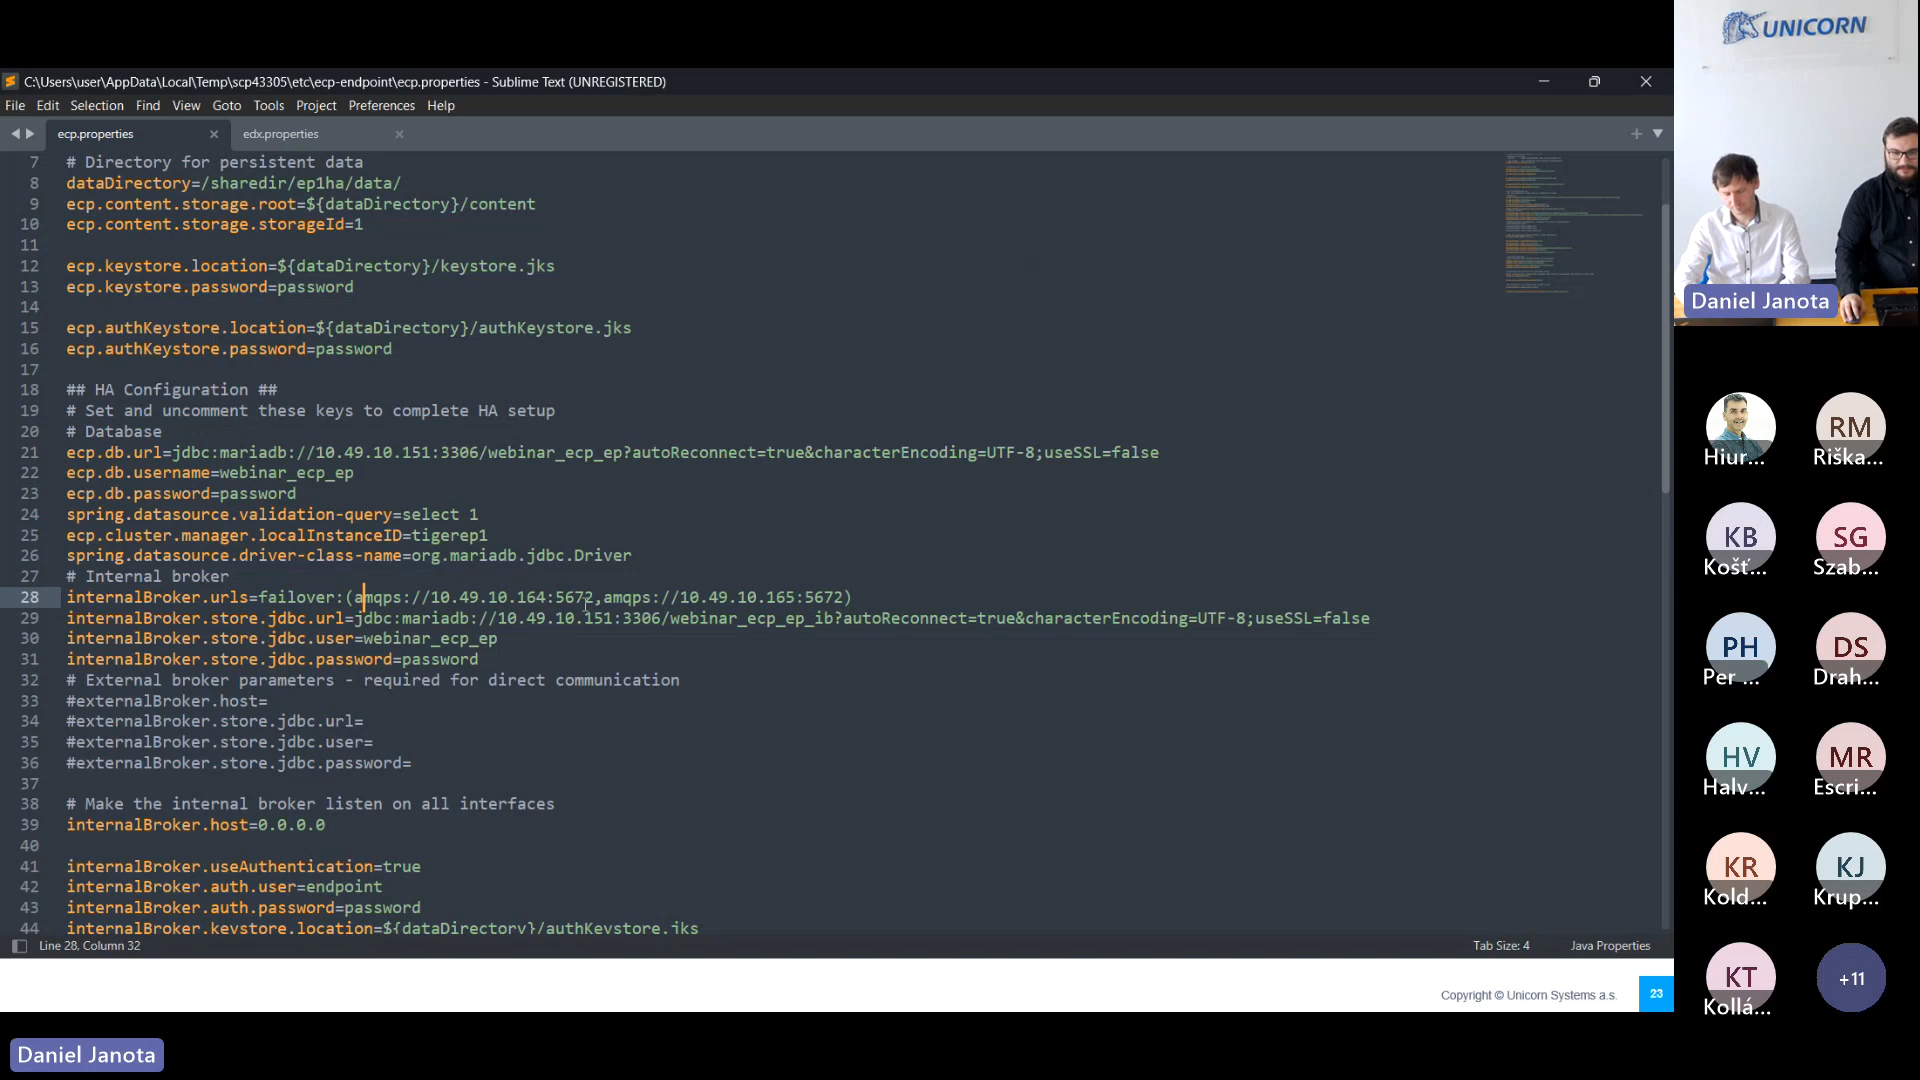 C:\Users\user\AppData\Local\Temp\scp43305\etc\ecp-endpoint\ecp.properties - Sublime Text (UNREGISTERED)
File Edit Selection Find View Goto Tools Project Preferences Help
ecp.properties
edx.properties
7 # Directory for persistent data
8 dataDirectory=/sharedir/ep1ha/data/
9 ecp.content.storage.root=${dataDirectory}/content
10 ecp.content.storage.storageId=1
11
12 ecp.keystore.location=${dataDirectory}/keystore.jks
13 ecp.keystore.password=password
14
15 ecp.authKeystore.location=${dataDirectory}/authKeystore.jks
16 ecp.authKeystore.password=password
17
18 ## HA Configuration ##
19 # Set and uncomment these keys to complete HA setup
20 # Database
21 ecp.db.url=jdbc:mariadb://10.49.10.151:3306/webinar_ecp_ep?autoReconnect=true&characterEncoding=UTF-8;useSSL=false
22 ecp.db.username=webinar_ecp_ep
23 ecp.db.password=password
24 spring.datasource.validation-query=select 1
25 ecp.cluster.manager.localInstanceID=tigerep1
26 spring.datasource.driver-class-name=org.mariadb.jdbc.Driver
27 # Internal broker
28 internalBroker.urls=failover:(amqps://10.49.10.164:5672,amqps://10.49.10.165:5672)
29 internalBroker.store.jdbc.url=jdbc:mariadb://10.49.10.151:3306/webinar_ecp_ep_ib?autoReconnect=true&characterEncoding=UTF-8;useSSL=false
30 internalBroker.store.jdbc.user=webinar_ecp_ep
31 internalBroker.store.jdbc.password=password
32 # External broker parameters - required for direct communication
33 #externalBroker.host=
34 #externalBroker.store.jdbc.url=
35 #externalBroker.store.jdbc.user=
36 #externalBroker.store.jdbc.password=
37
38 # Make the internal broker listen on all interfaces
39 internalBroker.host=0.0.0.0
40
41 internalBroker.useAuthentication=true
42 internalBroker.auth.user=endpoint
43 internalBroker.auth.password=password
44 internalBroker.keystore.location=${dataDirectory}/authKeystore.jks
Line 28, Column 32
Tab Size: 4
Java Properties
Copyright © Unicorn Systems a.s.
23
Daniel Janota
UNICORN
Daniel Janota
Hiur...
RM
Riška...
KB
Košť...
SG
Szab...
PH
Per ...
DS
Drah...
HV
Halv...
MR
Escri...
KR
Kold...
KJ
Krup...
KT
Kollá...
+11